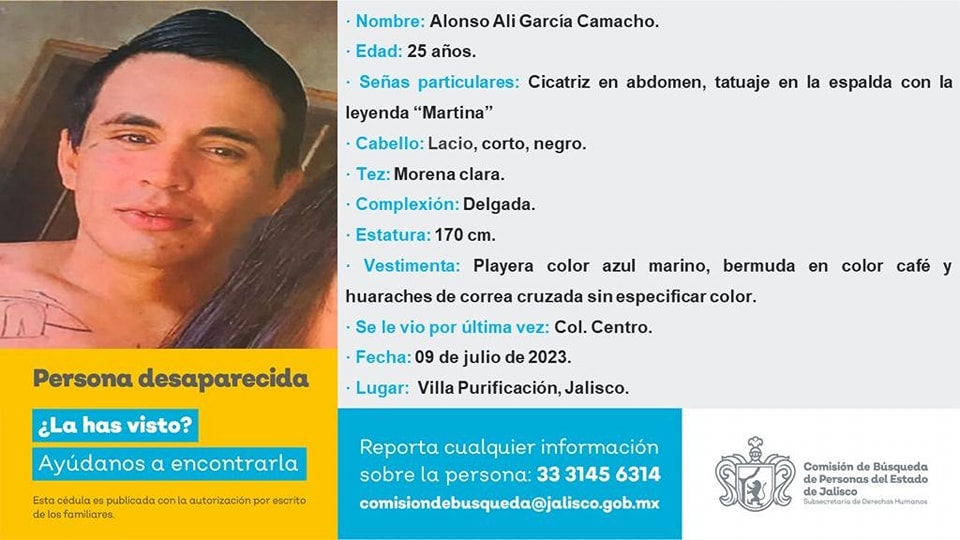 · Nombre: Alonso Ali García Camacho.
· Edad: 25 años.
· Señas particulares: Cicatriz en abdomen, tatuaje en la espalda con la
leyenda “Martina”
· Cabello: Lacio, corto, negro.
· Tez: Morena clara.
· Complexión: Delgada.
· Estatura: 170 cm.
· Vestimenta: Playera color azul marino, bermuda en color café y
huaraches de correa cruzada sin especificar color.
· Se le vio por última vez: Col. Centro.
· Fecha: 09 de julio de 2023.
· Lugar: Villa Purificación, Jalisco.
Persona desaparecida
¿La has visto?
Ayúdanos a encontrarla
Esta cédula es publicada con la autorización por escrito
de los familiares.
Reporta cualquier información
sobre la persona: 33 3145 6314
comisiondebusqueda@jalisco.gob.mx
Comisión de Búsqueda
de Personas del Estado
de Jalisco
Subsecretaría de Derechos Humanos